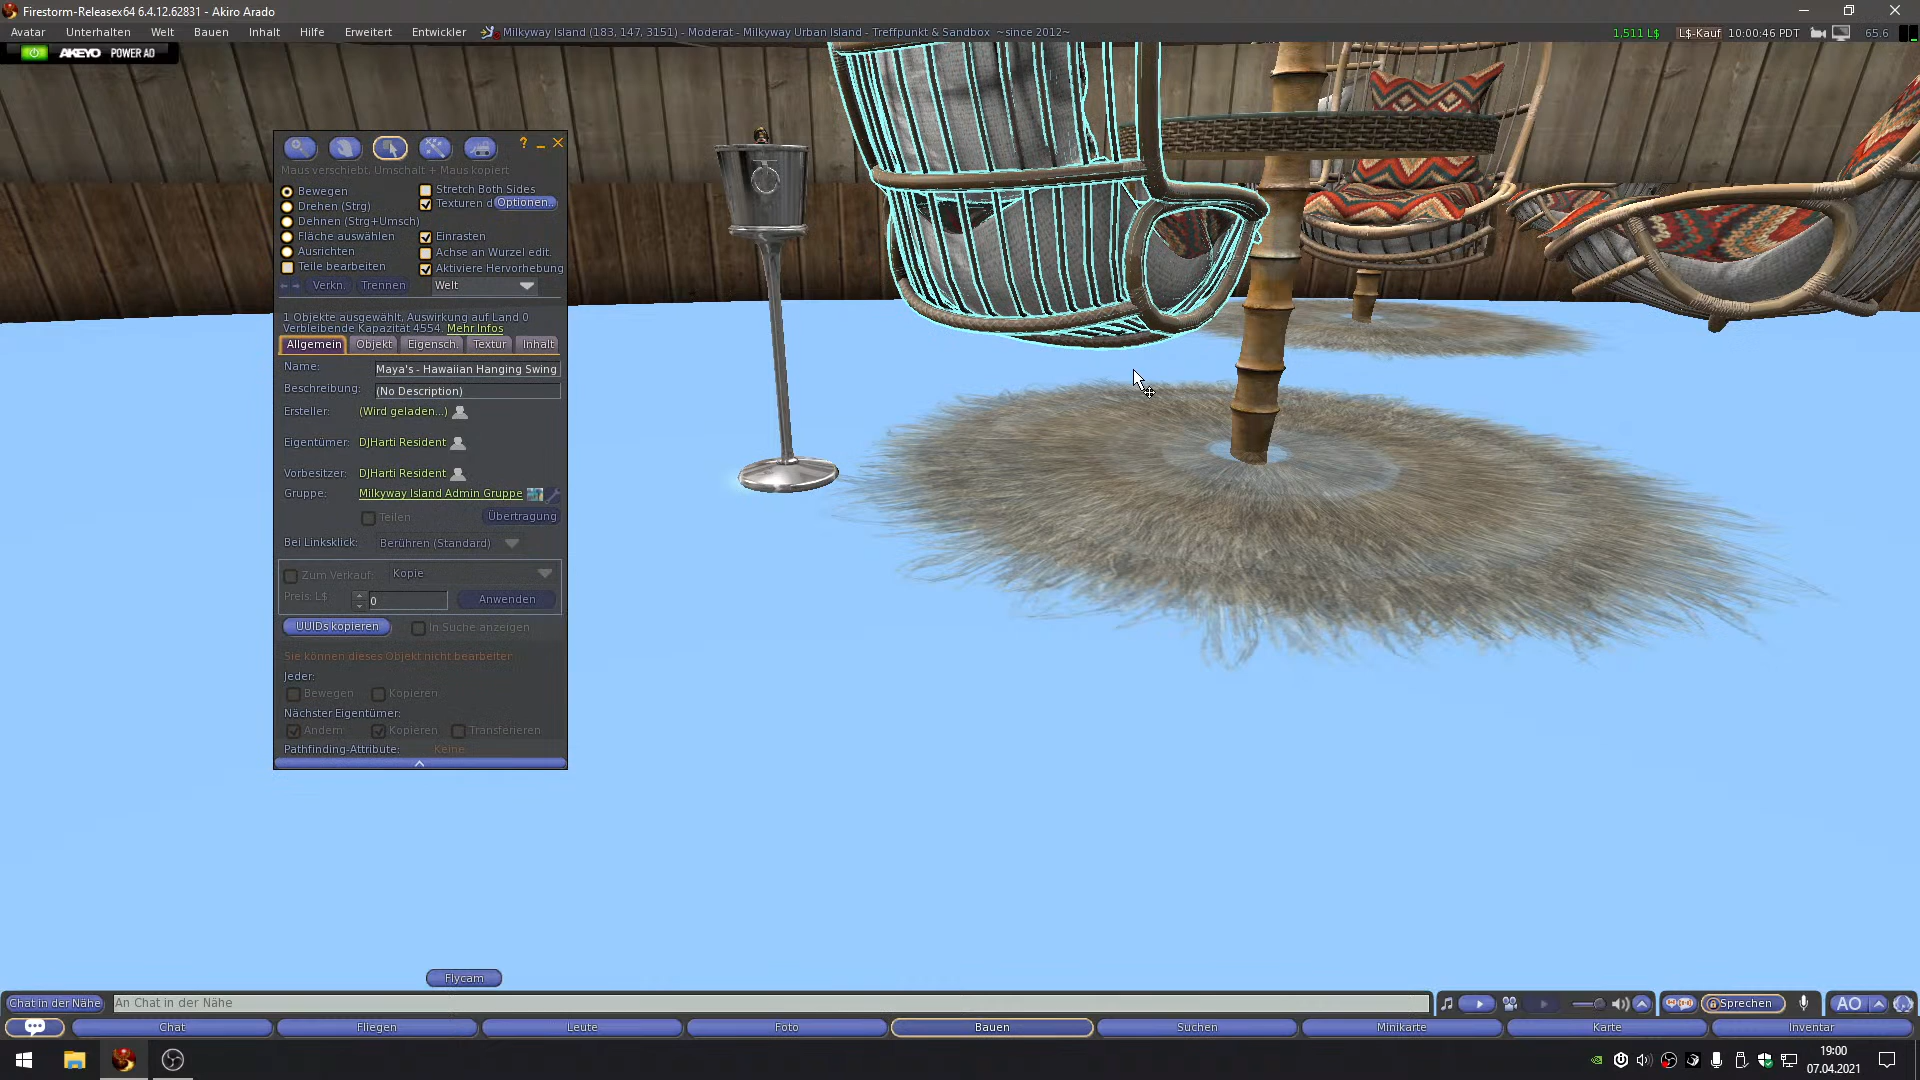 Firestorm-Releasex64 6.4.12.62831 - Akiro Arado
Avatar Unterhalten Welt Bauen Inhalt Hilfe Erweitert Entwickler Milkyway Island (183, 147, 3151) - Moderat - Milkyway Urban Island - Treffpunkt & Sandbox ~since 2012~ 1,511 L$ L$-Kauf 10:00:46 PDT 65.6
AKEYO POWER AO
? _
Maus verschiebt, Umschalt + Maus kopiert
Bewegen Stretch Both Sides
Drehen (Strg) Texturen d Optionen..
Dehnen (Strg+Umsch)
Fläche auswählen Einrasten
Ausrichten Achse an Wurzel edit.
Teile bearbeiten Aktiviere Hervorhebung
Verkn. Trennen Welt
1 Objekte ausgewählt, Auswirkung auf Land 0
Verbleibende Kapazität 4554. Mehr Infos
Allgemein Objekt Eigensch. Textur Inhalt
Name: Maya's - Hawaiian Hanging Swing
Beschreibung: (No Description)
Ersteller: (Wird geladen...)
Eigentümer: DJHarti Resident
Vorbesitzer: DJHarti Resident
Gruppe: Milkyway Island Admin Gruppe
Teilen Übertragung
Bei Linksklick: Berühren (Standard)
Zum Verkauf: Kopie
Preis: L$ 0 Anwenden
UUIDs kopieren In Suche anzeigen
Sie können dieses Objekt nicht bearbeiten
Jeder:
Bewegen Kopieren
Nächster Eigentümer:
Ändern Kopieren Transferieren
Pathfinding-Attribute: Keine
Flycam
Chat in der Nähe An Chat in der Nähe Sprechen AO
Chat Fliegen Leute Foto Bauen Suchen Minikarte Karte Inventar
19:00
07.04.2021